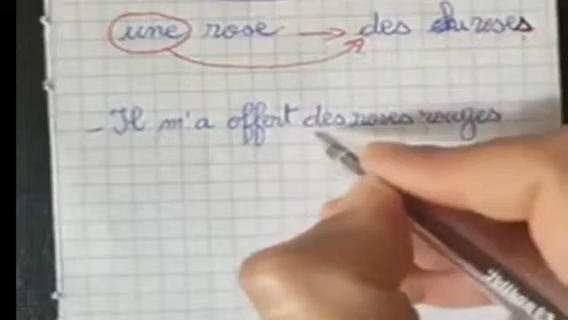 une rose → des roses
- Il m'a offert des roses rouges